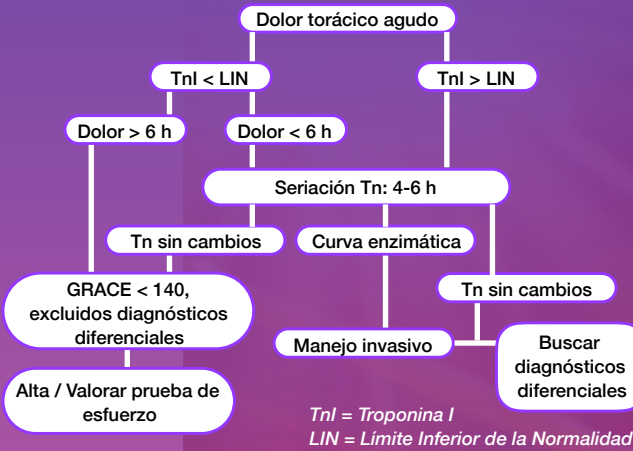 Dolor torácico agudo
TnI < LIN
TnI > LIN
Dolor > 6 h
Dolor < 6 h
Seriación Tn: 4-6 h
Tn sin cambios
Curva enzimática
GRACE < 140,
excluidos diagnósticos
diferenciales
Tn sin cambios
Manejo invasivo
Buscar
diagnósticos
diferenciales
Alta / Valorar prueba de
esfuerzo
TnI = Troponina I
LIN = Límite Inferior de la Normalidad